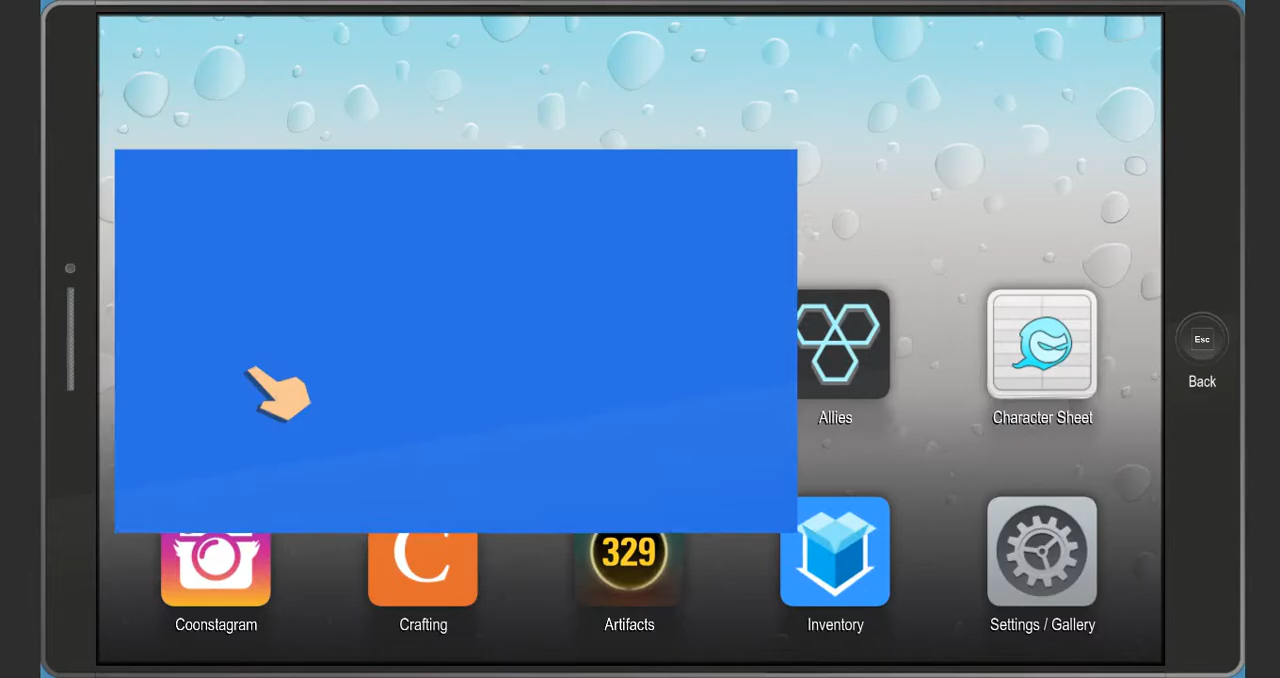 Esc
Back
Allies
Character Sheet
C
329
Coonstagram
Crafting
Artifacts
Inventory
Settings / Gallery